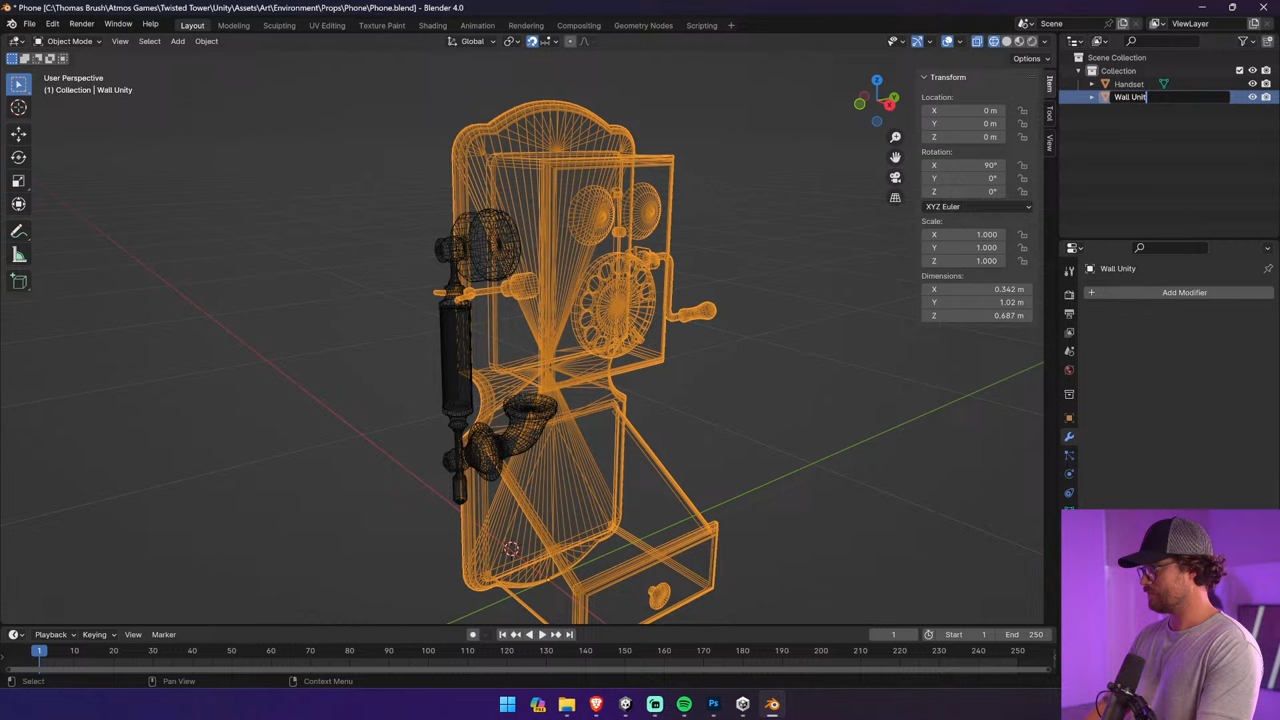 * Phone [C:\Thomas Brush\Atmos Games\Twisted Tower\Unity\Assets\Art\Environment\Props\Phone\Phone.blend] - Blender 4.0
File Edit Render Window Help Layout Modeling Sculpting UV Editing Texture Paint Shading Animation Rendering Compositing Geometry Nodes Scripting + Scene ViewLayer
Object Mode View Select Add Object Global
Options
User Perspective
(1) Collection | Wall Unity
Z
Y
X
Transform
Location:
X 0 m
Y 0 m
Z 0 m
Rotation:
X 90°
Y 0°
Z 0°
XYZ Euler
Scale:
X 1.000
Y 1.000
Z 1.000
Dimensions:
X 0.342 m
Y 1.02 m
Z 0.687 m
Item
Tool
View
Scene Collection
Collection
Handset
Wall Unit
Wall Unity
Add Modifier
Playback Keying View Marker 1 Start 1 End 250
1 10 20 30 40 50 60 70 80 90 100 110 120 130 140 150 160 170 180 190 200 210 220 230 240 250
Select Pan View Context Menu